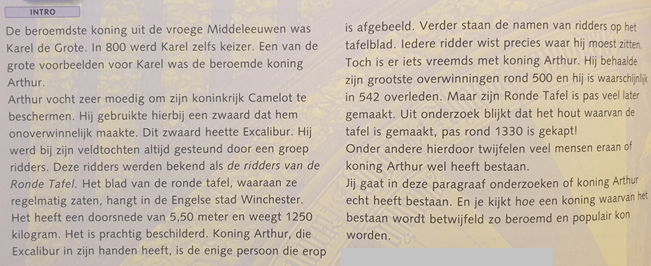 INTRO
De beroemdste koning uit de vroege Middeleeuwen was
Karel de Grote. In 800 werd Karel zelfs keizer. Een van de
grote voorbeelden voor Karel was de beroemde koning
Arthur.
Arthur vocht zeer moedig om zijn koninkrijk Camelot te
beschermen. Hij gebruikte hierbij een zwaard dat hem
onoverwinnelijk maakte. Dit zwaard heette Excalibur. Hij
werd bij zijn veldtochten altijd gesteund door een groep
ridders. Deze ridders werden bekend als de ridders van de
Ronde Tafel. Het blad van de ronde tafel, waaraan ze
regelmatig zaten, hangt in de Engelse stad Winchester.
Het heeft een doorsnede van 5,50 meter en weegt 1250
kilogram. Het is prachtig beschilderd. Koning Arthur, die
Excalibur in zijn handen heeft, is de enige persoon die erop
is afgebeeld. Verder staan de namen van ridders op het
tafelblad. Iedere ridder wist precies waar hij moest zitten.
Toch is er iets vreemds met koning Arthur. Hij behaalde
zijn grootste overwinningen rond 500 en hij is waarschijnlijk
in 542 overleden. Maar zijn Ronde Tafel is pas veel later
gemaakt. Uit onderzoek blijkt dat het hout waarvan de
tafel is gemaakt, pas rond 1330 is gekapt!
Onder andere hierdoor twijfelen veel mensen eraan of
koning Arthur wel heeft bestaan.
Jij gaat in deze paragraaf onderzoeken of koning Arthur
echt heeft bestaan. En je kijkt hoe een koning waarvan het
bestaan wordt betwijfeld zo beroemd en populair kon
worden.